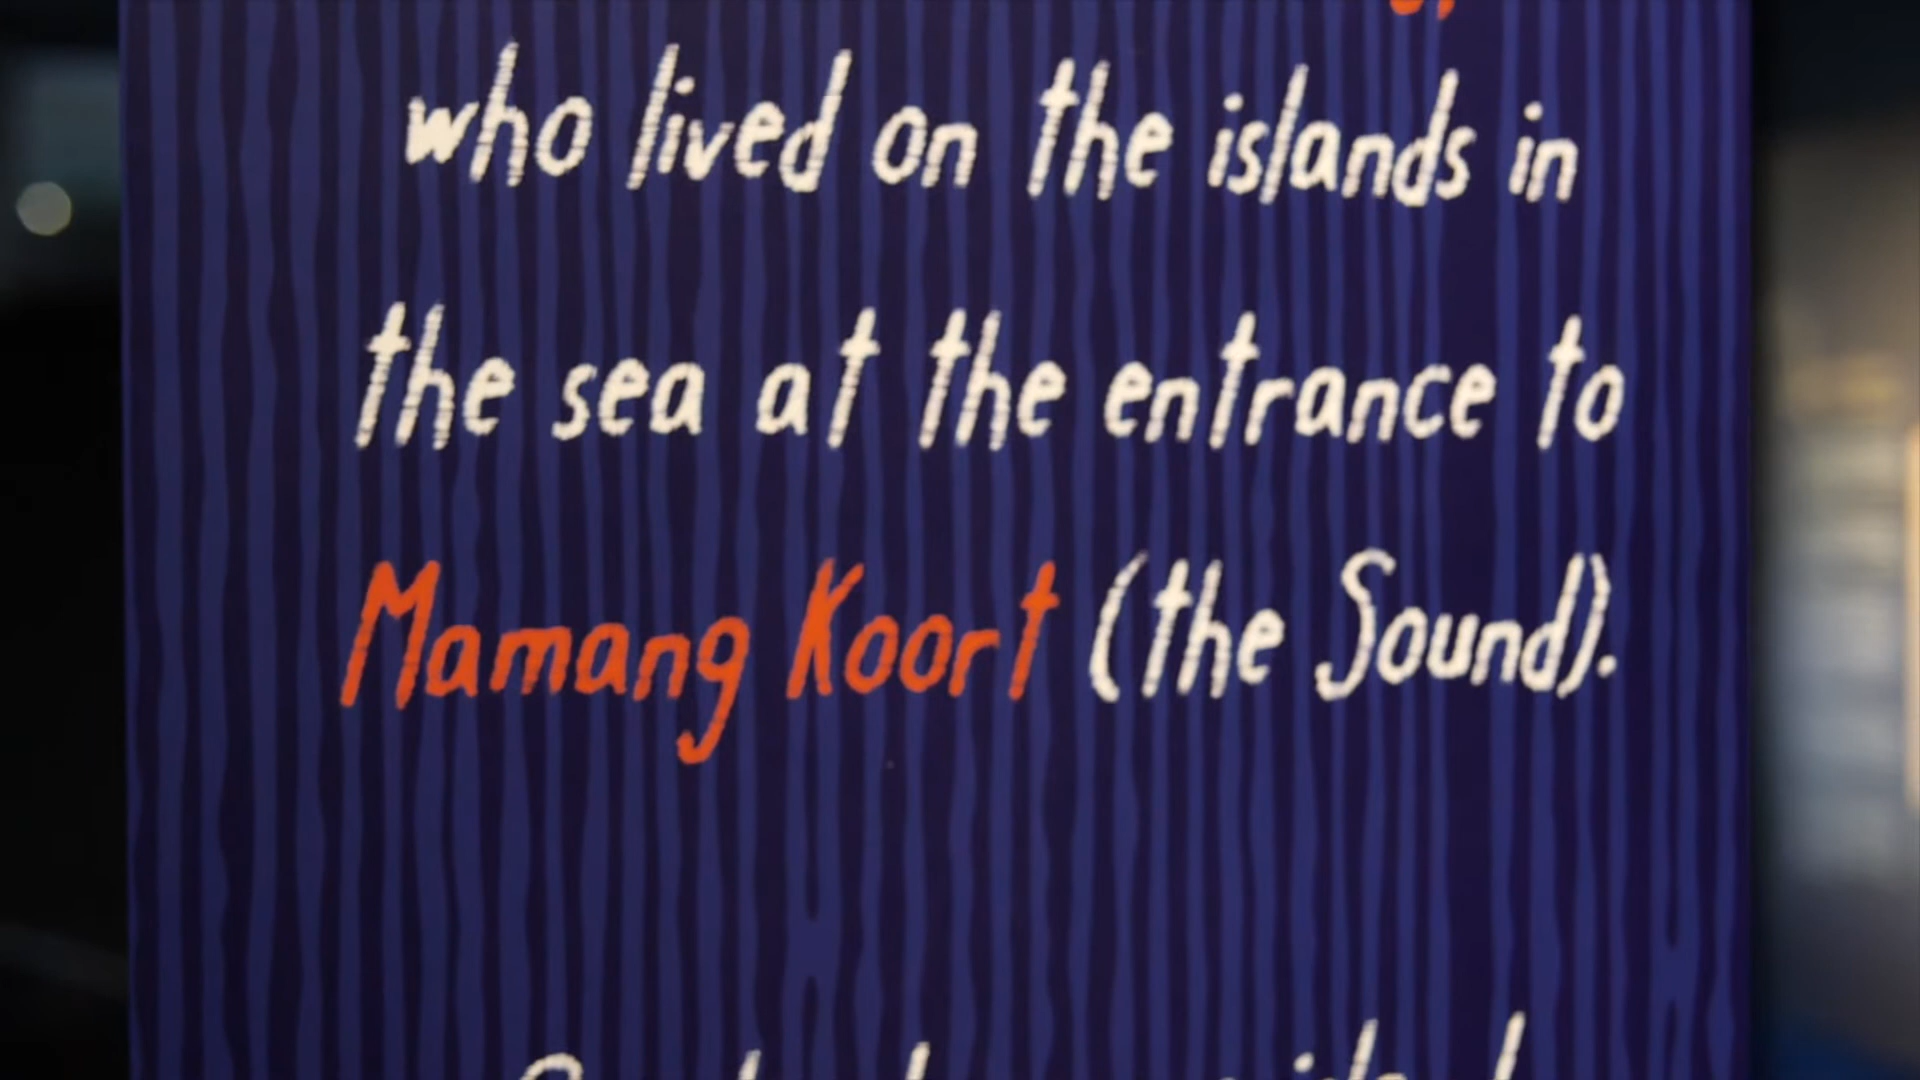 who lived on the islands in
the sea at the entrance to
Mamang Koort (the Sound).